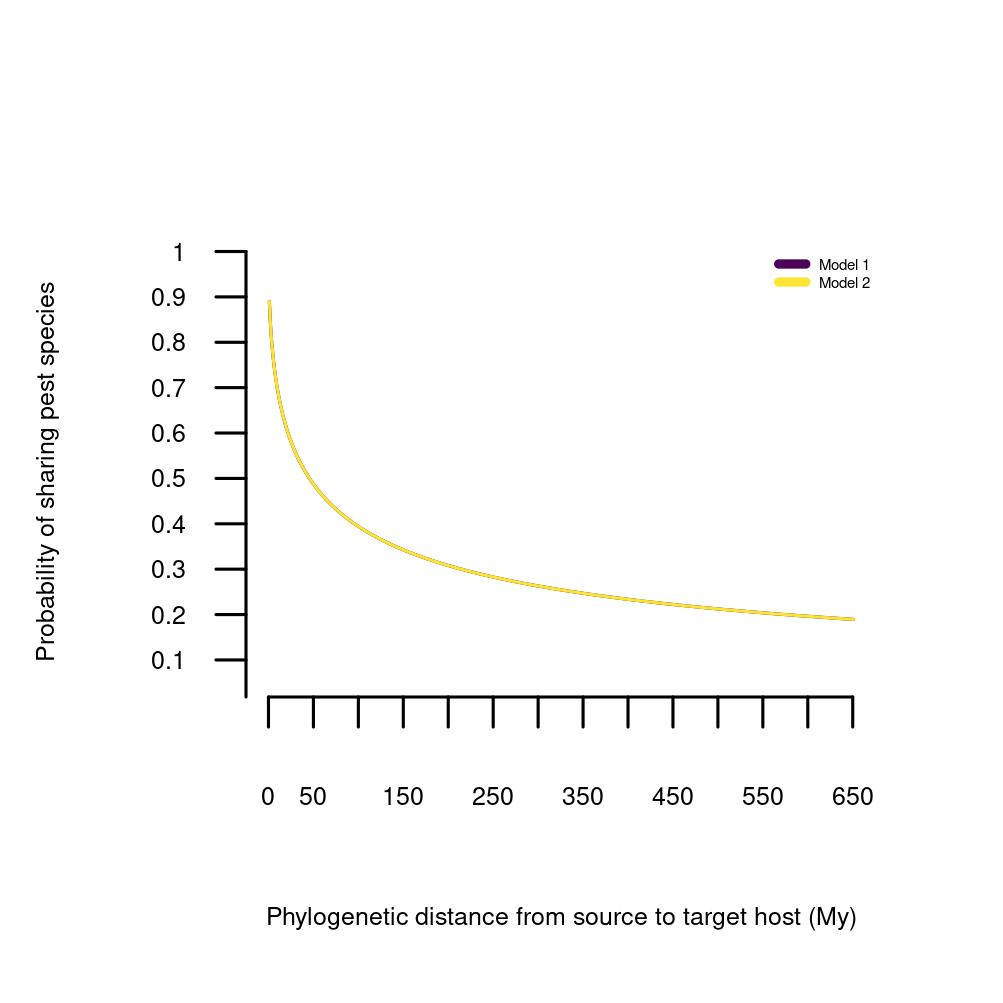 Probability of sharing pest species
1
0.9
0.8
0.7
0.6
0.5
0.4
0.3
0.2
0.1
Model 1
Model 2
0 50 150 250 350 450 550 650
Phylogenetic distance from source to target host (My)